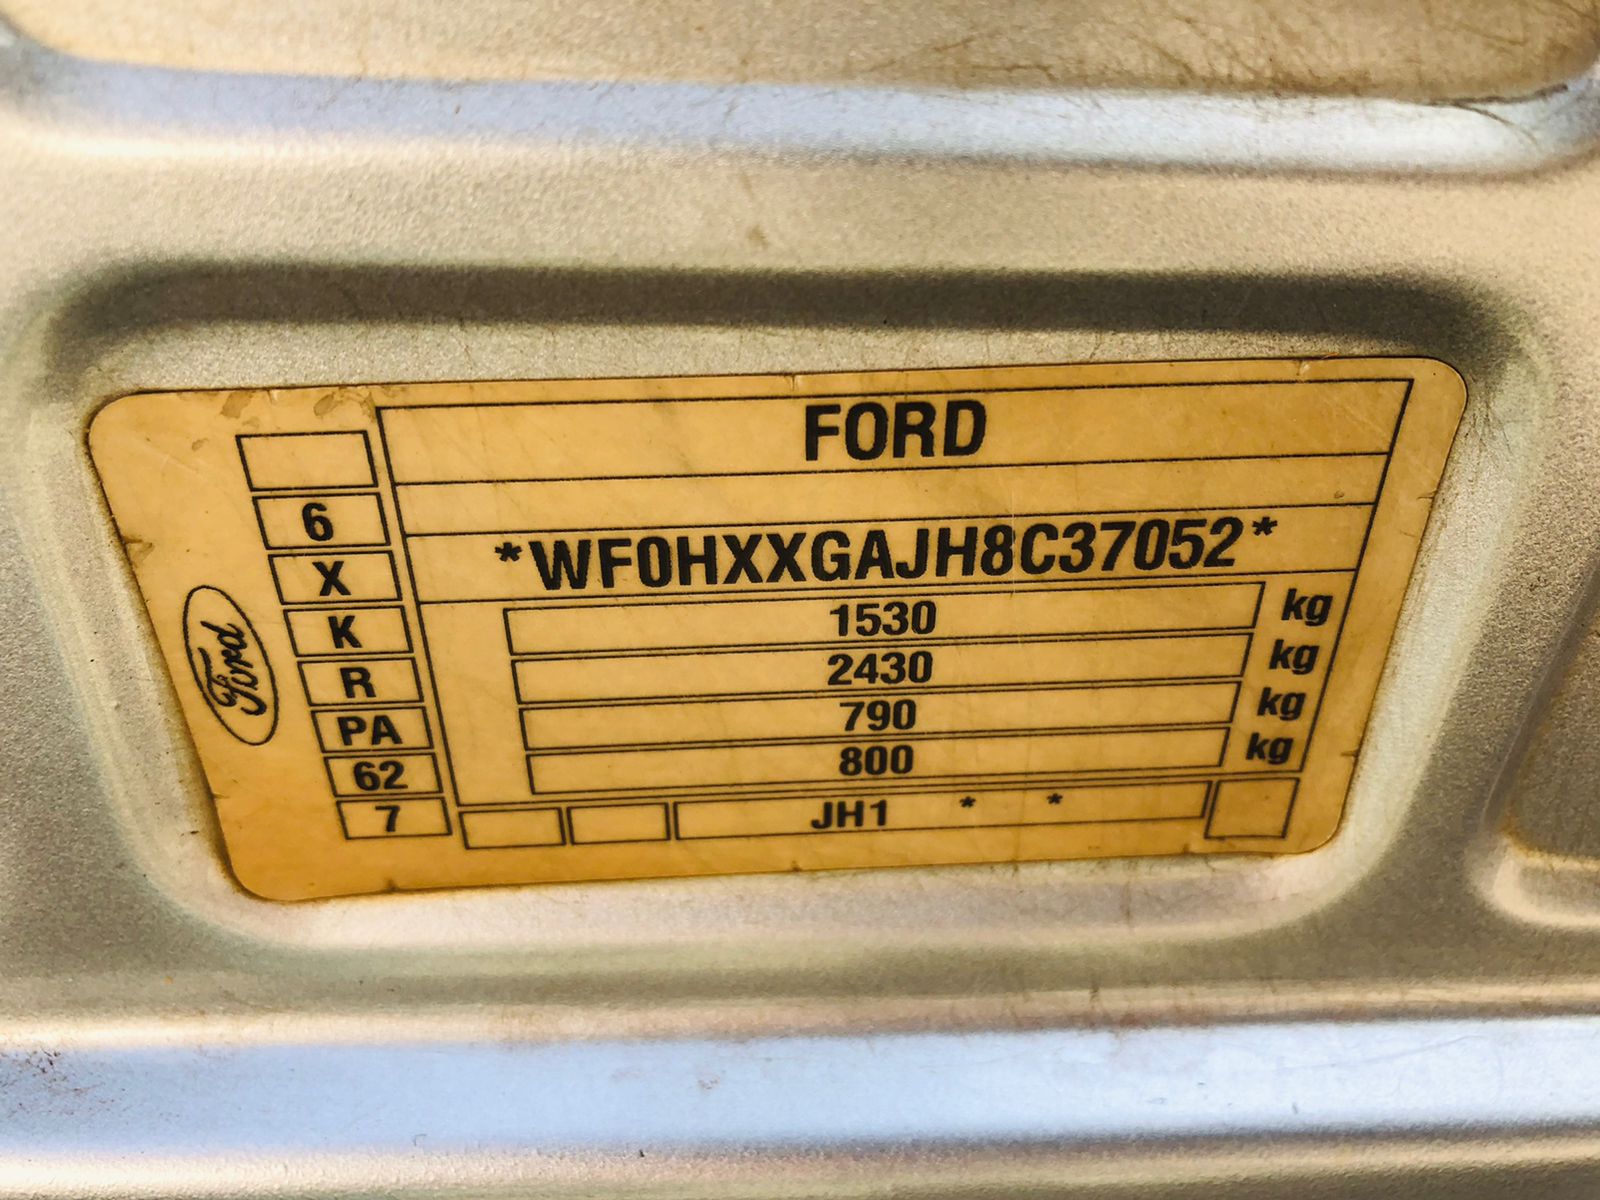 FORD
*WF0HXXGAJH8C37052*
1530 kg
2430 kg
790 kg
800 kg
JH1 * *
6
X
K
R
PA
62
7
Ford